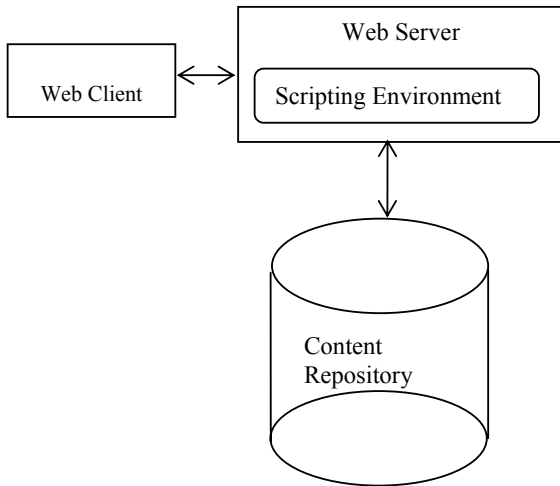 Web Server
Scripting Environment
Web Client
Content
Repository